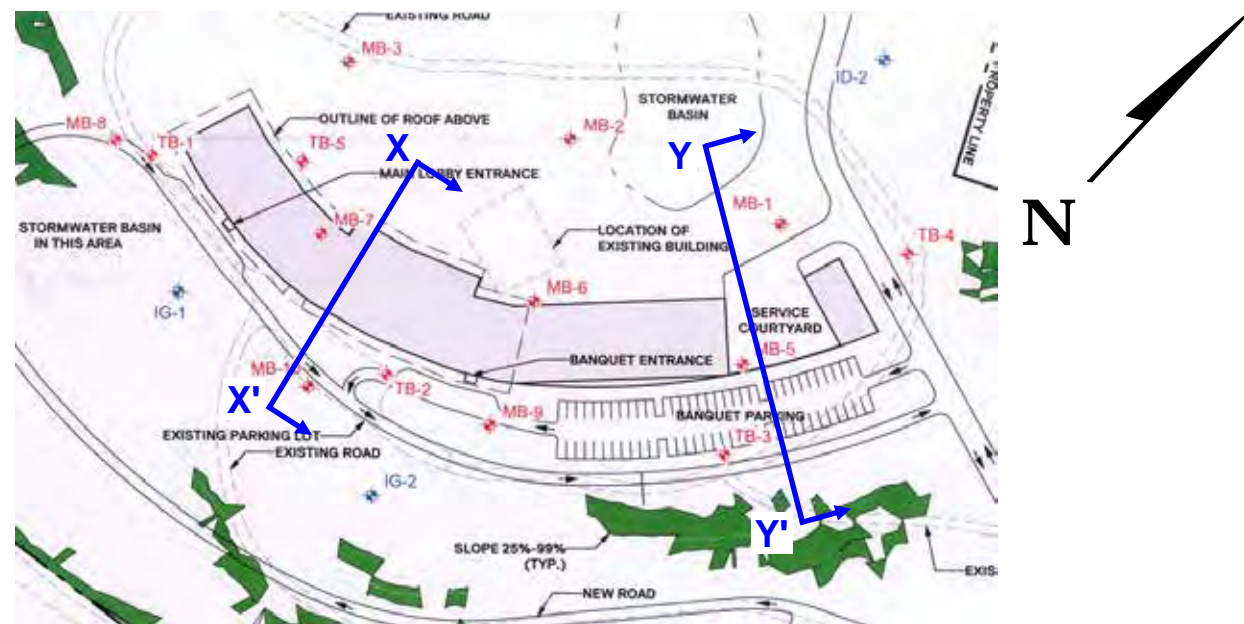 EXISTING ROAD
MB-3
ID-2
PROPERTY LINE
STORMWATER
BASIN
OUTLINE OF ROOF ABOVE
MB-8
TB-1
TB-5
X
MB-2
Y
MAIN LOBBY ENTRANCE
N
MB-7
MB-1
STORMWATER BASIN
IN THIS AREA
LOCATION OF
EXISTING BUILDING
TB-4
IG-1
MB-6
SERVICE
COURTYARD
MB-5
BANQUET ENTRANCE
MB-1
TB-2
X'
MB-9
BANQUET PARKING
EXISTING PARKING LOT
EXISTING ROAD
TB-3
IG-2
Y'
SLOPE 25%-99%
(TYP.)
EXIS
NEW ROAD